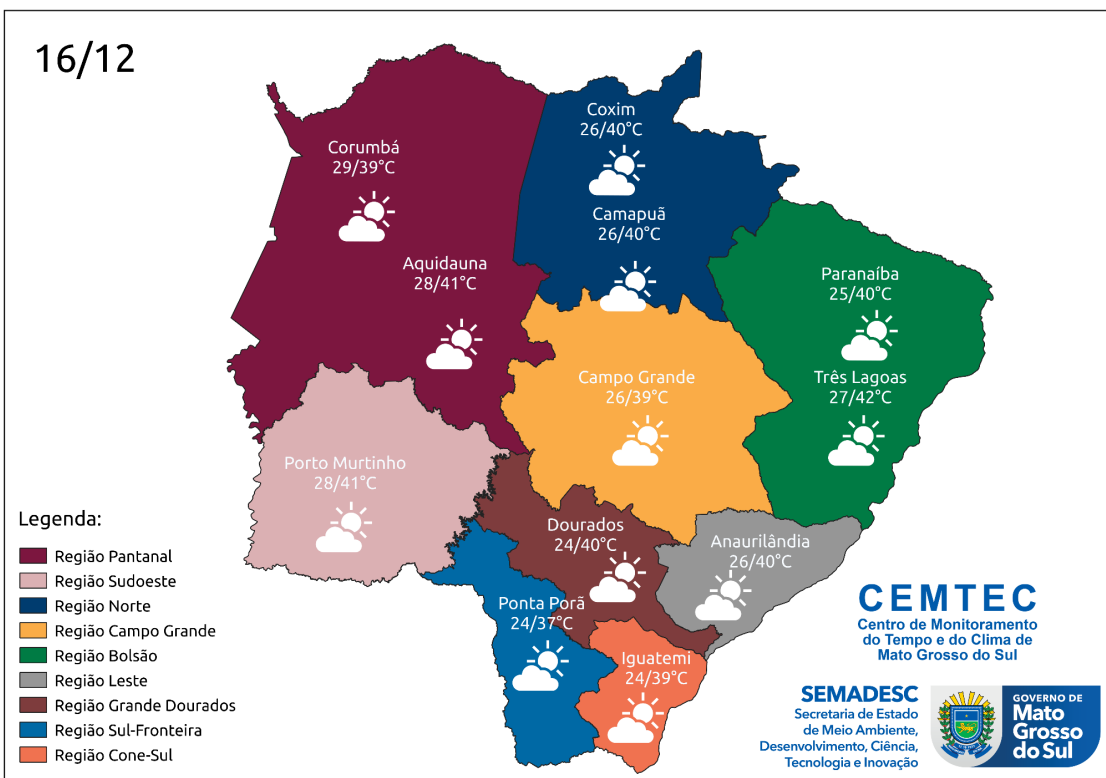 16/12
Coxim
26/40°C
Corumbá
29/39°C
Camapuã
26/40°C
Aquidauna
28/41°C
Paranaíba
25/40°C
Campo Grande
26/39°C
Três Lagoas
27/42°C
Porto Murtinho
28/41°C
Dourados
24/40°C
Anaurilândia
26/40°C
Ponta Porã
24/37°C
Iguatemi
24/39°C
Legenda:
Região Pantanal
Região Sudoeste
Região Norte
Região Campo Grande
Região Bolsão
Região Leste
Região Grande Dourados
Região Sul-Fronteira
Região Cone-Sul
CEMTEC
Centro de Monitoramento
do Tempo e do Clima de
Mato Grosso do Sul
SEMADESC
Secretaria de Estado
de Meio Ambiente,
Desenvolvimento, Ciência,
Tecnologia e Inovação
GOVERNO DE
Mato
Grosso
do Sul